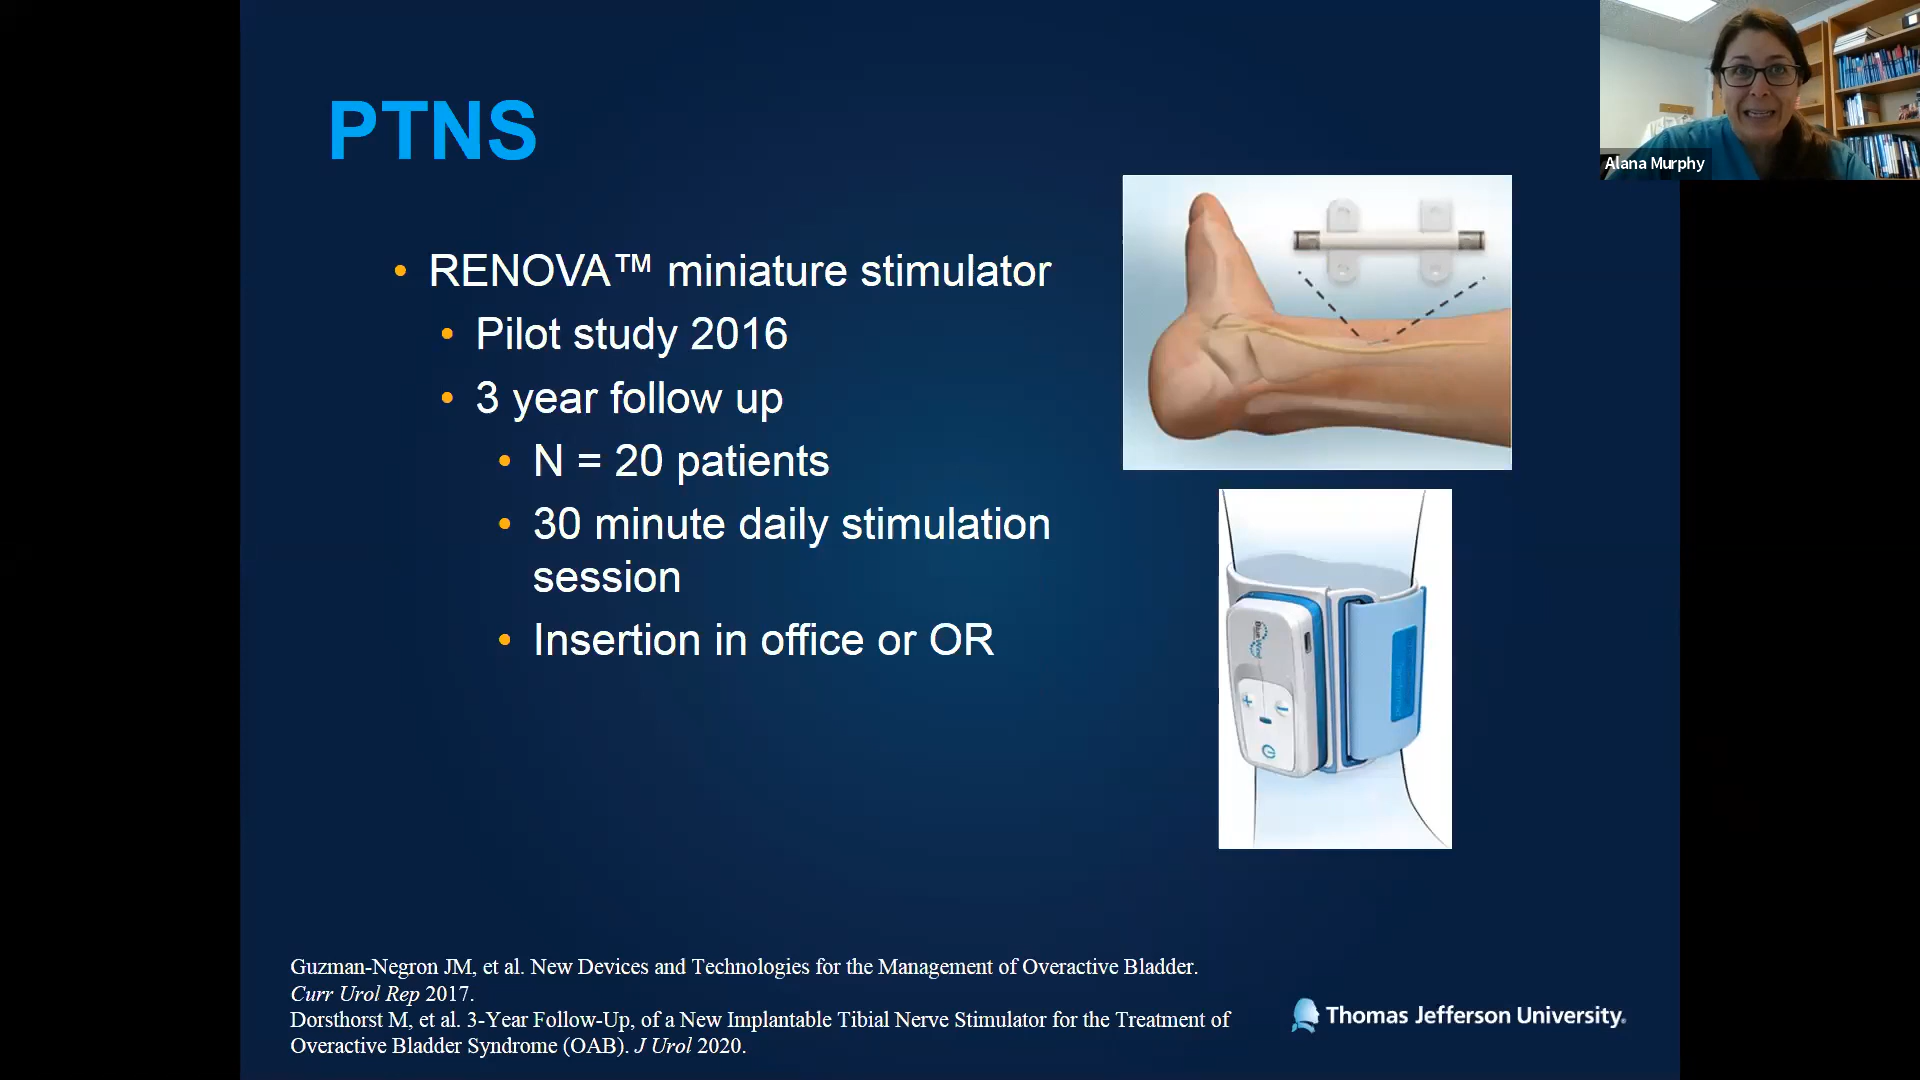 PTNS
Alana Murphy
• RENOVA™ miniature stimulator
• Pilot study 2016
• 3 year follow up
• N = 20 patients
• 30 minute daily stimulation
session
• Insertion in office or OR
Guzman-Negron JM, et al. New Devices and Technologies for the Management of Overactive Bladder.
Curr Urol Rep 2017.
Dorsthorst M, et al. 3-Year Follow-Up, of a New Implantable Tibial Nerve Stimulator for the Treatment of
Overactive Bladder Syndrome (OAB). J Urol 2020.
Thomas Jefferson University.